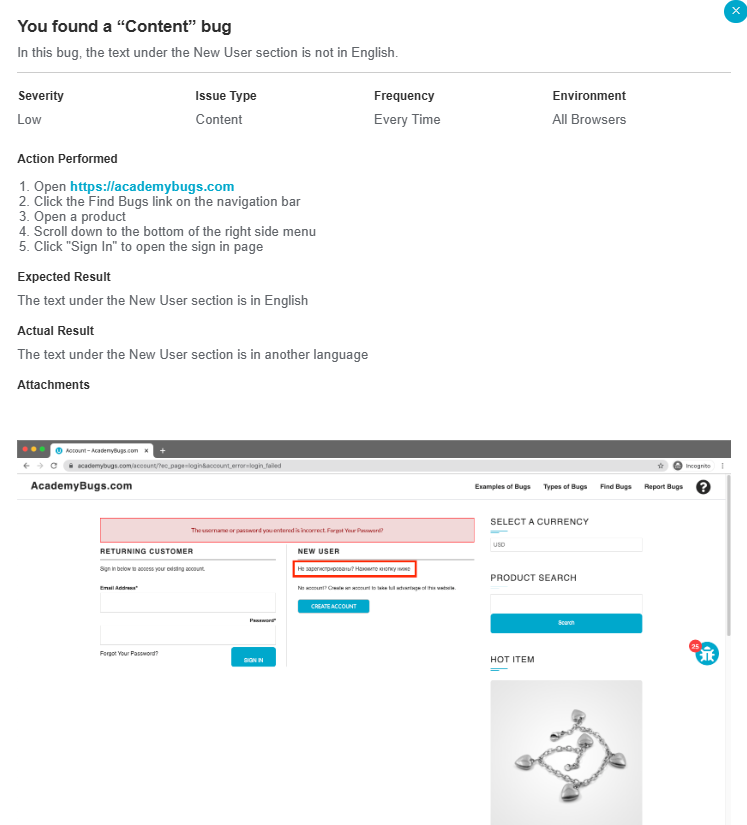 You found a “Content” bug
In this bug, the text under the New User section is not in English.
Severity
Issue Type
Frequency
Environment
Low
Content
Every Time
All Browsers
Action Performed
1. Open https://academybugs.com
2. Click the Find Bugs link on the navigation bar
3. Open a product
4. Scroll down to the bottom of the right side menu
5. Click "Sign In" to open the sign in page
Expected Result
The text under the New User section is in English
Actual Result
The text under the New User section is in another language
Attachments
Account – AcademyBugs.com
academybugs.com/account/?ec_page=login&account_error=login_failed
Incognito
AcademyBugs.com
Examples of Bugs
Types of Bugs
Find Bugs
Report Bugs
?
The username or password you entered is incorrect. Forgot Your Password?
RETURNING CUSTOMER
Sign in below to access your existing account.
Email Address*
Password*
Forgot Your Password?
SIGN IN
NEW USER
Не зарегистрированы? Нажмите кнопку ниже
No account? Create an account to take full advantage of this website.
CREATE ACCOUNT
SELECT A CURRENCY
USD
PRODUCT SEARCH
Search
25
HOT ITEM